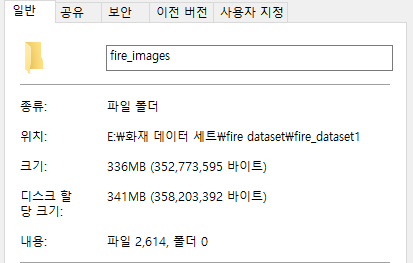 일반 공유 보안 이전 버전 사용자 지정
fire_images
종류: 파일 폴더
위치: E:₩화재 데이터 세트₩fire dataset₩fire_dataset1
크기: 336MB (352,773,595 바이트)
디스크 할 341MB (358,203,392 바이트)
당 크기:
내용: 파일 2,614, 폴더 0